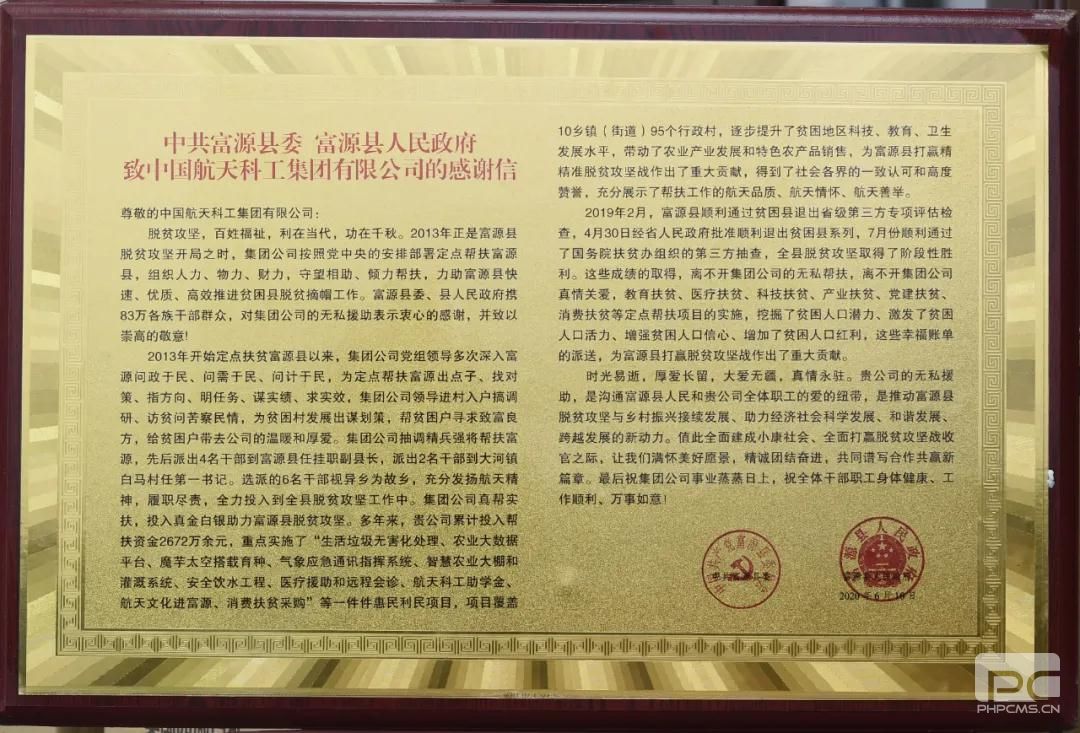 中共富源县委 富源县人民政府
致中国航天科工集团有限公司的感谢信
尊敬的中国航天科工集团有限公司：
脱贫攻坚，百姓福祉，利在当代，功在千秋。2013年正是富源县
脱贫攻坚开局之时，集团公司按照党中央的安排部署定点帮扶富源
县，组织人力、物力、财力，守望相助、倾力帮扶，力助富源县快
速、优质、高效推进贫困县脱贫摘帽工作。富源县委、县人民政府携
83万各族干部群众，对集团公司的无私援助表示衷心的感谢，并致以
崇高的敬意！
2013年开始定点扶贫富源县以来，集团公司党组领导多次深入富
源问政于民、问需于民、问计于民，为定点帮扶富源出点子、找对
策、指方向、明任务、谋实绩、求实效，集团公司领导进村入户搞调
研、访贫问苦察民情，为贫困村发展出谋划策，帮贫困户寻求致富良
方，给贫困户带去公司的温暖和厚爱。集团公司抽调精兵强将帮扶富
源，先后派出4名干部到富源县任挂职副县长，派出2名干部到大河镇
白马村任第一书记。选派的6名干部视异乡为故乡，充分发扬航天精
神，履职尽责，全力投入到全县脱贫攻坚工作中。集团公司真帮实
扶，投入真金白银助力富源县脱贫攻坚。多年来，贵公司累计投入帮
扶资金2672万余元，重点实施了“生活垃圾无害化处理、农业大数据
平台、魔芋太空搭载育种、气象应急通讯指挥系统、智慧农业大棚和
灌溉系统、安全饮水工程、医疗援助和远程会诊、航天科工助学金、
航天文化进富源、消费扶贫采购”等一件件惠民利民项目，项目覆盖
10乡镇（街道）95个行政村，逐步提升了贫困地区科技、教育、卫生
发展水平，带动了农业产业发展和特色农产品销售，为富源县打赢精
精准脱贫攻坚战作出了重大贡献，得到了社会各界的一致认可和高度
赞誉，充分展示了帮扶工作的航天品质、航天情怀、航天善举。
2019年2月，富源县顺利通过贫困县退出省级第三方专项评估检
查，4月30日经省人民政府批准顺利退出贫困县系列，7月份顺利通过
了国务院扶贫办组织的第三方抽查，全县脱贫攻坚取得了阶段性胜
利。这些成绩的取得，离不开集团公司的无私帮扶，离不开集团公司
真情关爱，教育扶贫、医疗扶贫、科技扶贫、产业扶贫、党建扶贫、
消费扶贫等定点帮扶项目的实施，挖掘了贫困人口潜力、激发了贫困
人口活力、增强贫困人口信心、增加了贫困人口红利，这些幸福账单
的派送，为富源县打赢脱贫攻坚战作出了重大贡献。
时光易逝，厚爱长留，大爱无疆，真情永驻。贵公司的无私援
助，是沟通富源县人民和贵公司全体职工的爱的纽带，是推动富源县
脱贫攻坚与乡村振兴接续发展、助力经济社会科学发展、和谐发展、
跨越发展的新动力。值此全面建成小康社会、全面打赢脱贫攻坚战收
官之际，让我们满怀美好愿景，精诚团结奋进，共同谱写合作共赢新
篇章。最后祝集团公司事业蒸蒸日上，祝全体干部职工身体健康、工
作顺利、万事如意！
中共富源县委
富源县人民政府
2020年6月18日
PC
PHPCMS.CN